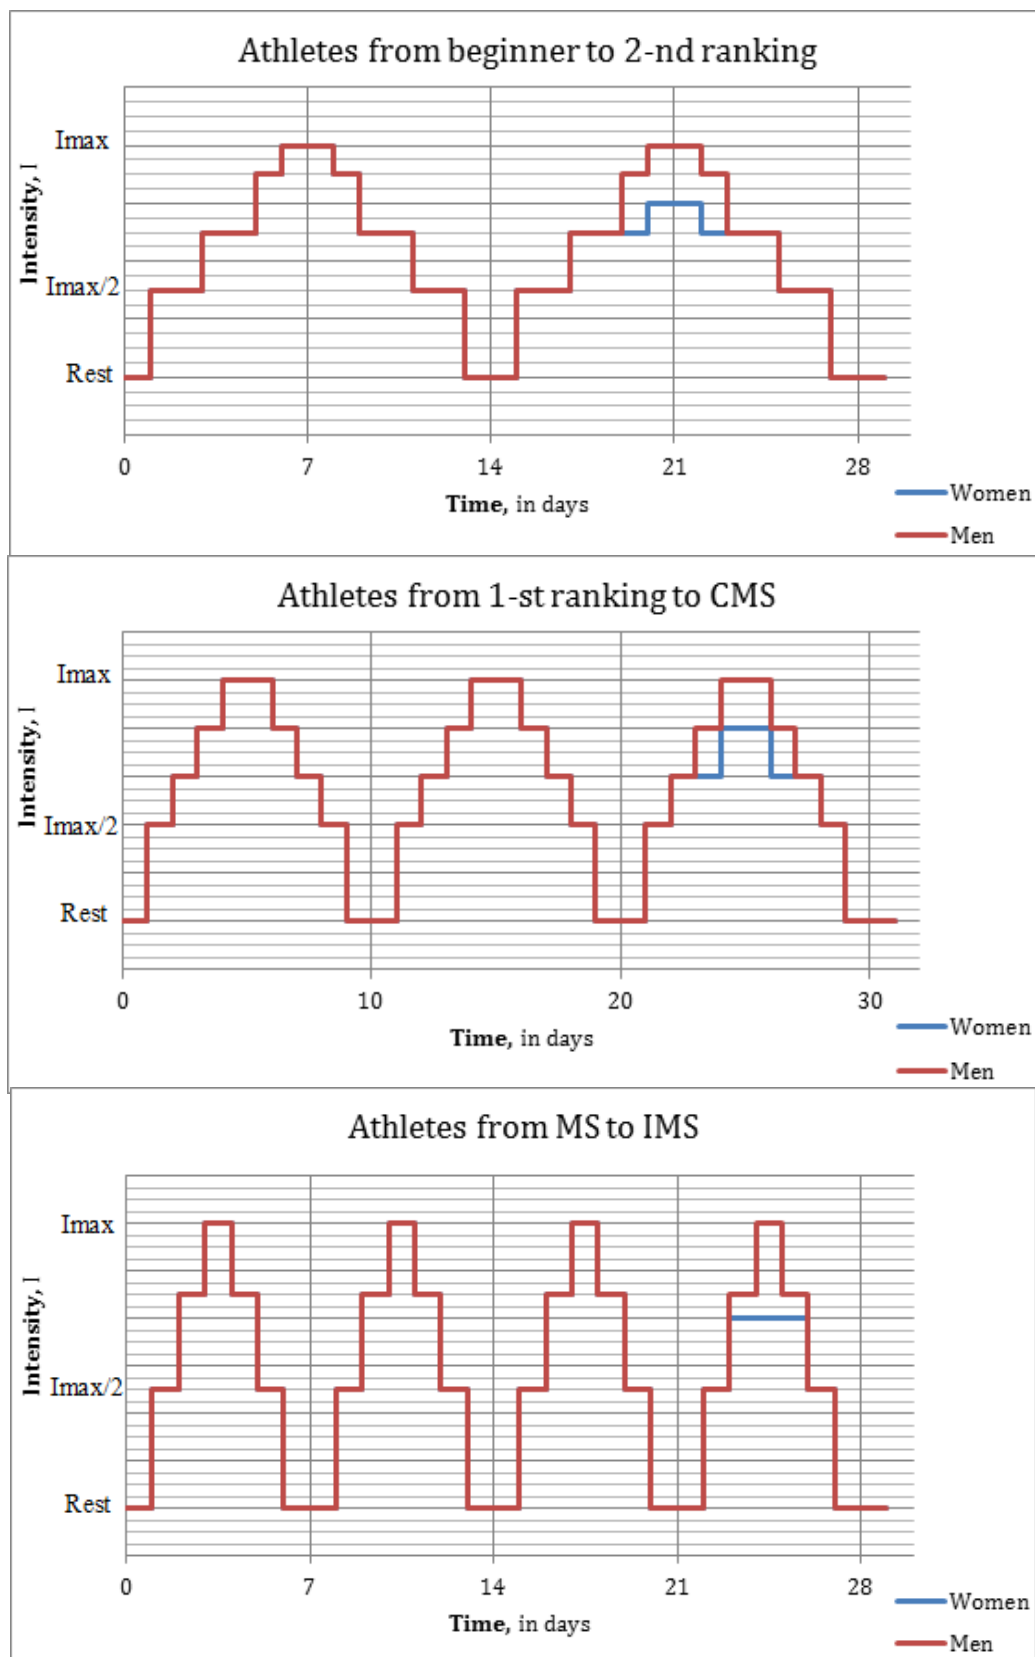 Athletes from beginner to 2-nd ranking
Imax
Intensity, I
Imax/2
Rest
0 7 14 21 28
Time, in days
Women
Men
Athletes from 1-st ranking to CMS
Imax
Intensity, I
Imax/2
Rest
0 10 20 30
Time, in days
Women
Men
Athletes from MS to IMS
Imax
Intensity, I
Imax/2
Rest
0 7 14 21 28
Time, in days
Women
Men